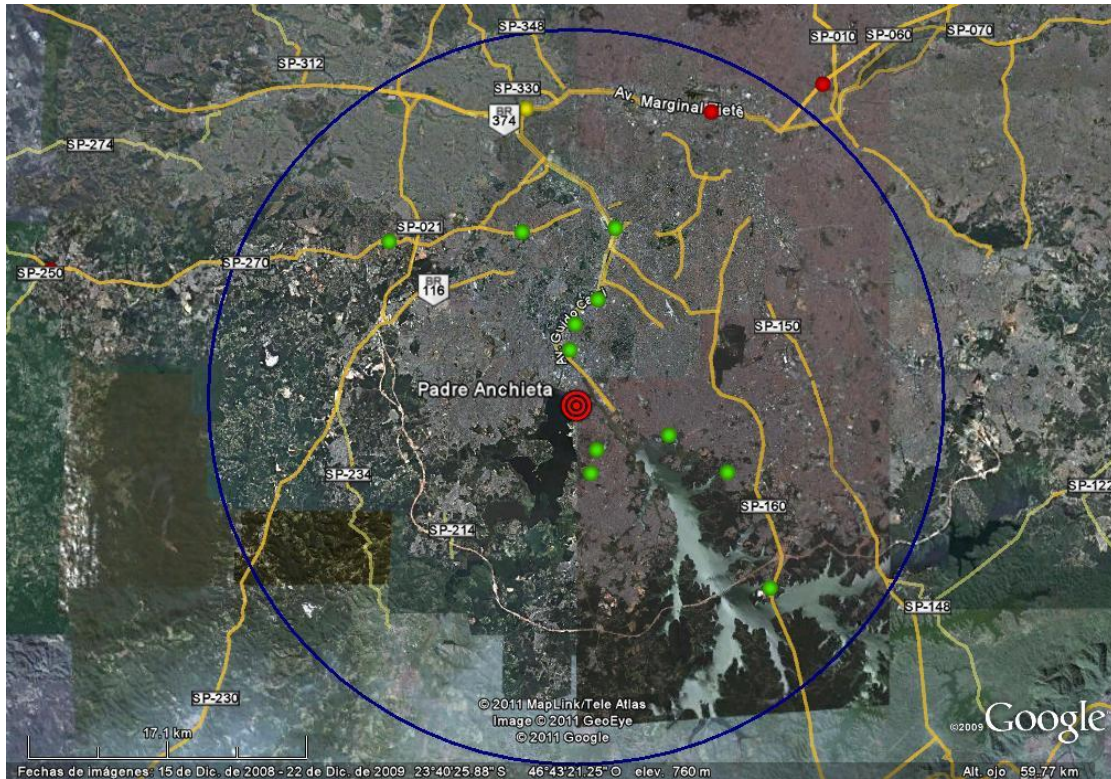 SP-348
SP-010
SP-060
SP-070
SP-312
SP-330
Av. Marginal Tietê
BR
374
SP-274
SP-021
SP-270
SP-250
BR
116
SP-150
Padre Anchieta
SP-234
SP-122
SP-160
SP-214
SP-148
SP-230
© 2011 MapLink/Tele Atlas
Image © 2011 GeoEye
© 2011 Google
©2009 Google
17.1 km
Fechas de imágenes: 15 de Dic. de 2008 - 22 de Dic. de 2009 23°40'25.88" S 46°43'21.25" O elev. 760 m Alt. ojo 59.77 km